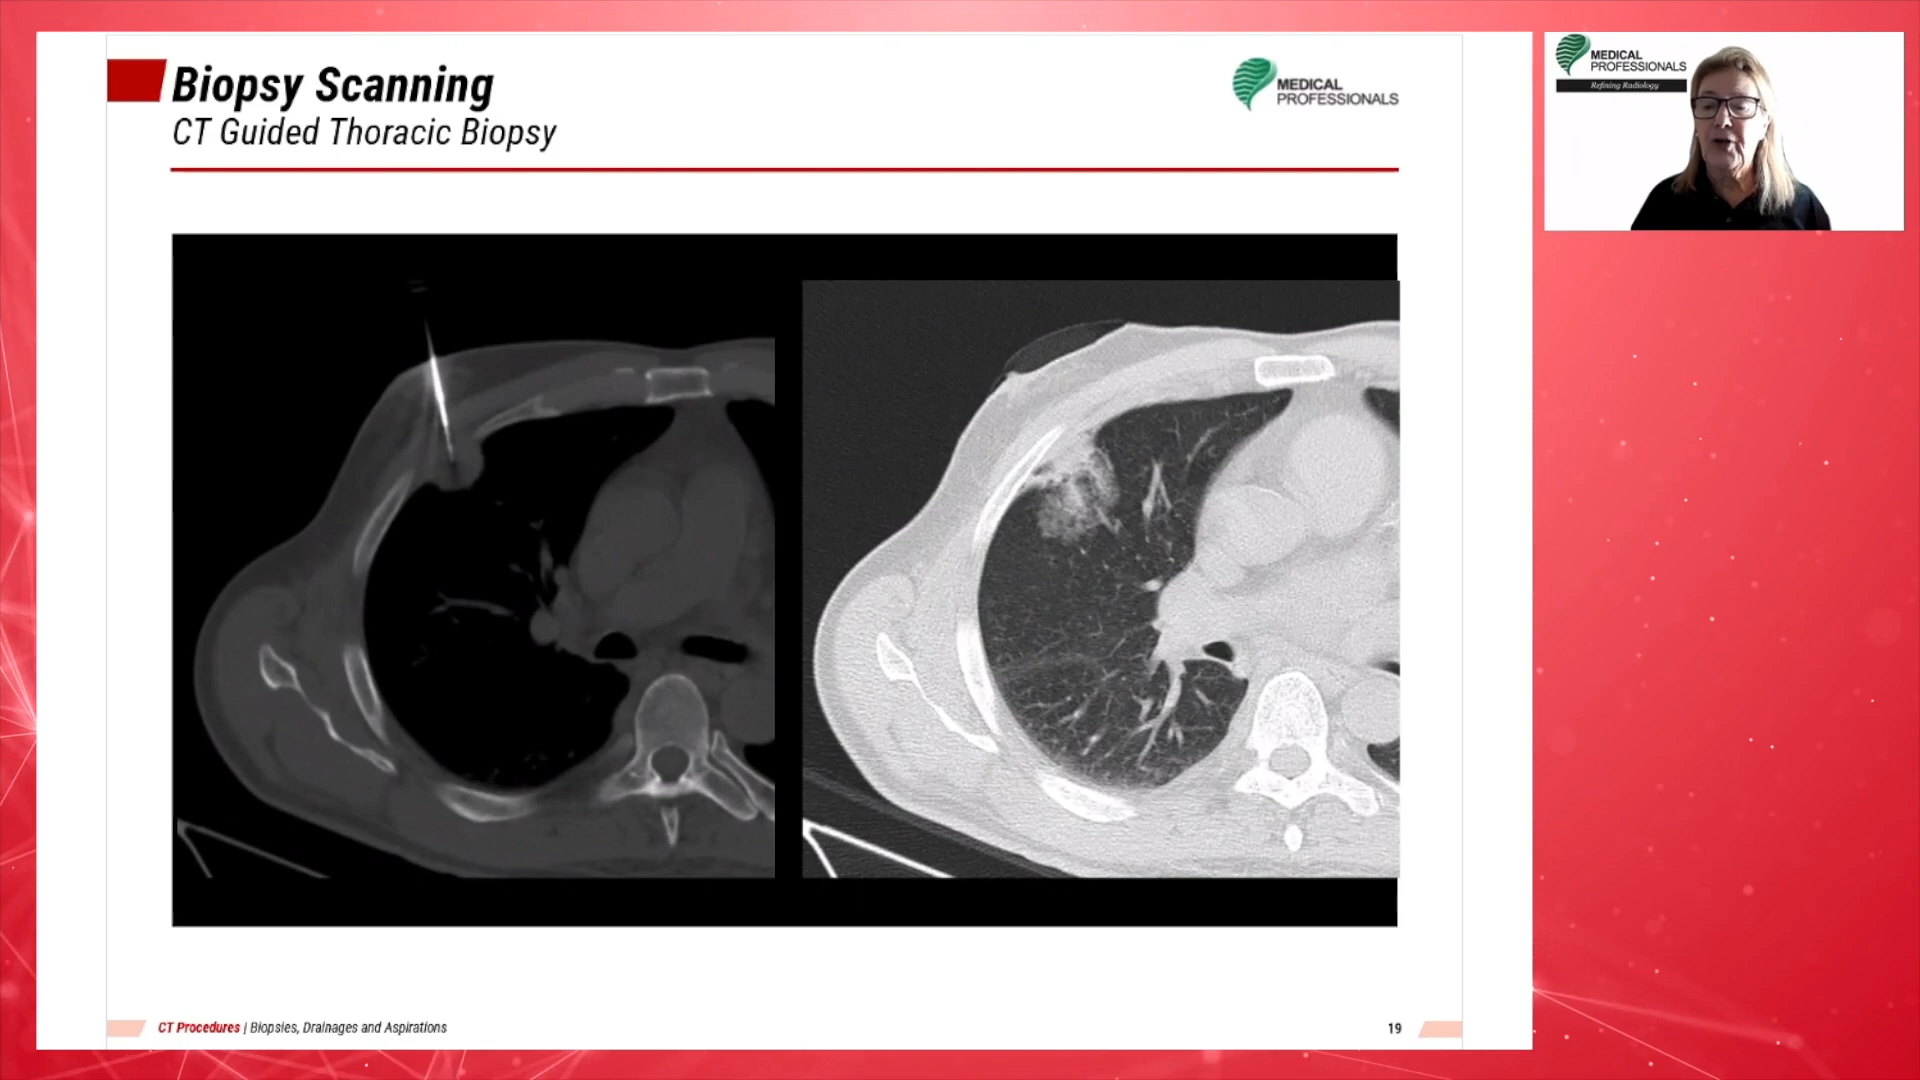 Biopsy Scanning
CT Guided Thoracic Biopsy
MEDICAL
PROFESSIONALS
MEDICAL
PROFESSIONALS
Refining Radiology
CT Procedures | Biopsies, Drainages and Aspirations
19